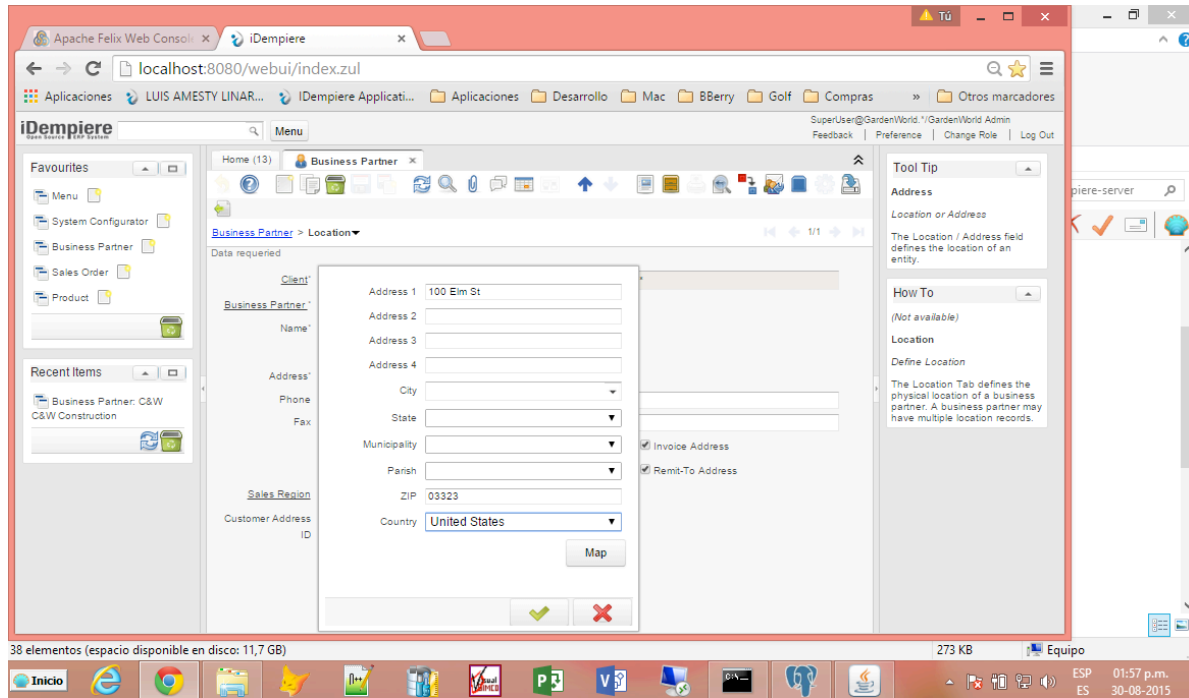 Tú
Apache Felix Web Console
iDempiere
localhost:8080/webui/index.zul
Aplicaciones
LUIS AMESTY LINAR...
IDempiere Applicati...
Aplicaciones
Desarrollo
Mac
BBerry
Golf
Compras
»
Otros marcadores
iDempiere
Open Source ERP System
Menu
SuperUser@GardenWorld.*/GardenWorld Admin
Feedback | Preference | Change Role | Log Out
Favourites
Menu
System Configurator
Business Partner
Sales Order
Product
Recent Items
Business Partner: C&W
C&W Construction
Home (13)
Business Partner
Business Partner > Location
1/1
Data requeried
Client*
Business Partner*
Name*
Address*
Phone
Fax
Invoice Address
Remit-To Address
Sales Region
Customer Address
ID
Address 1 100 Elm St
Address 2
Address 3
Address 4
City
State
Municipality
Parish
ZIP 03323
Country United States
Map
Tool Tip
Address
Location or Address
The Location / Address field
defines the location of an
entity.
How To
(Not available)
Location
Define Location
The Location Tab defines the
physical location of a business
partner. A business partner may
have multiple location records.
piere-server
38 elementos (espacio disponible en disco: 11,7 GB)
273 KB
Equipo
Inicio
ESP
ES
01:57 p.m.
30-08-2015